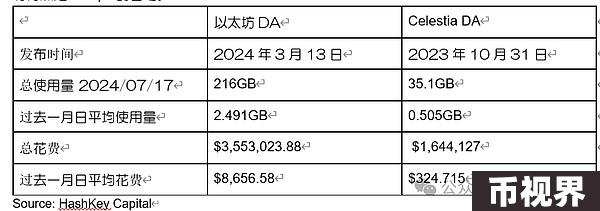 以太坊 DA Celestia DA
发布时间 2024 年 3 月 13 日 2023 年 10 月 31 日
总使用量 2024/07/17 216GB 35.1GB
过去一月日平均使用量 2.491GB 0.505GB
总花费 $3,553,023.88 $1,644,127
过去一月日平均花费 $8,656.58 $324.715
公众
币视界
Source: HashKey Capital